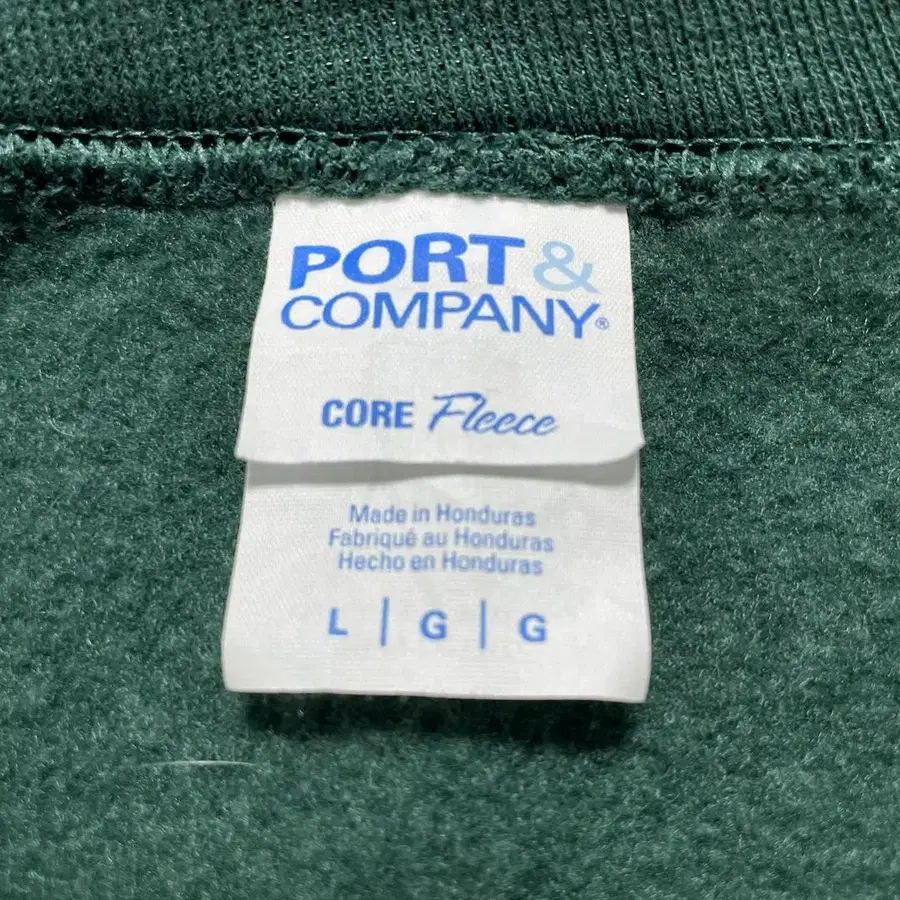 PORT &
COMPANY®
CORE Fleece
Made in Honduras
Fabriqué au Honduras
Hecho en Honduras
L | G | G